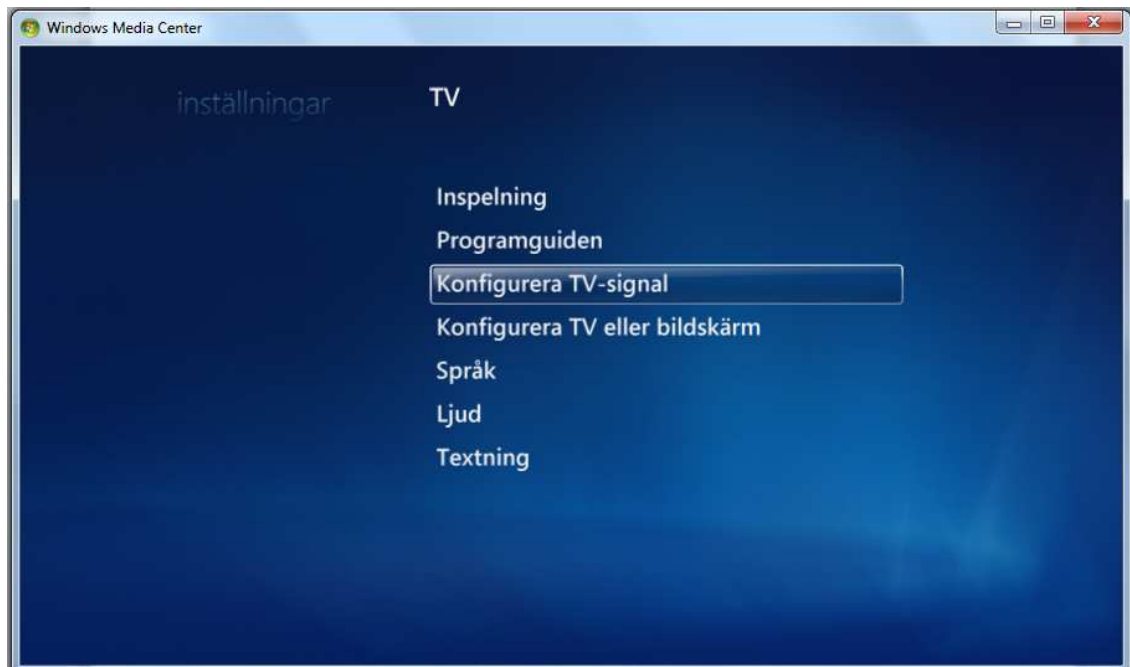 Windows Media Center
inställningar
TV
Inspelning
Programguiden
Konfigurera TV-signal
Konfigurera TV eller bildskärm
Språk
Ljud
Textning